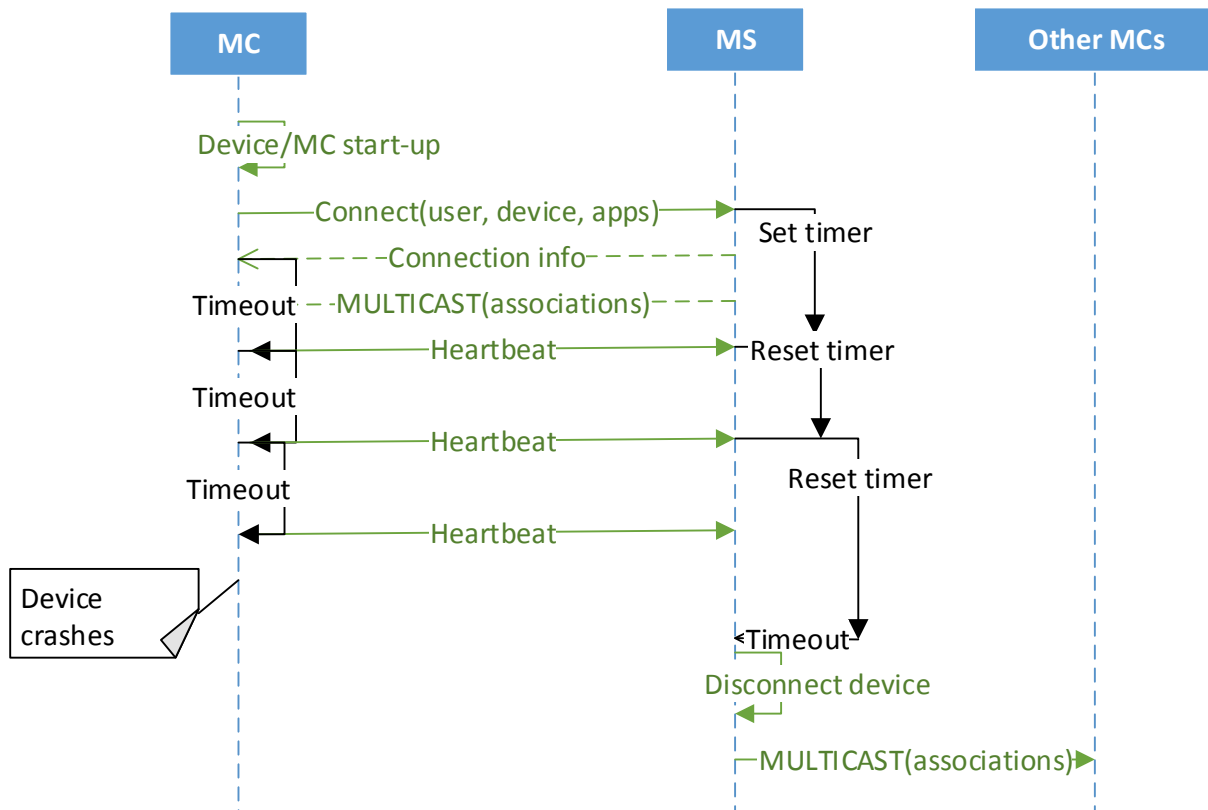 MC
MS
Other MCs
Device/MC start-up
Connect(user, device, apps)
Set timer
Connection info
Timeout
MULTICAST(associations)
Heartbeat
Reset timer
Timeout
Heartbeat
Reset timer
Timeout
Heartbeat
Device
crashes
Timeout
Disconnect device
MULTICAST(associations)